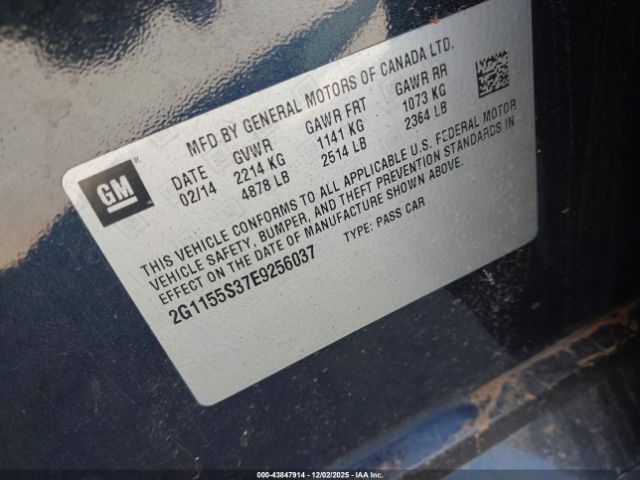 GM
MFD BY GENERAL MOTORS OF CANADA LTD.
DATE GVWR GAWR FRT GAWR RR
02/14 2214 KG 1141 KG 1073 KG
4878 LB 2514 LB 2364 LB
THIS VEHICLE CONFORMS TO ALL APPLICABLE U.S. FEDERAL MOTOR
VEHICLE SAFETY, BUMPER, AND THEFT PREVENTION STANDARDS IN
EFFECT ON THE DATE OF MANUFACTURE SHOWN ABOVE.
2G1155S37E9256037 TYPE: PASS CAR
© 2000 - 43847914 - 12/02/2025 - IAA, Inc.